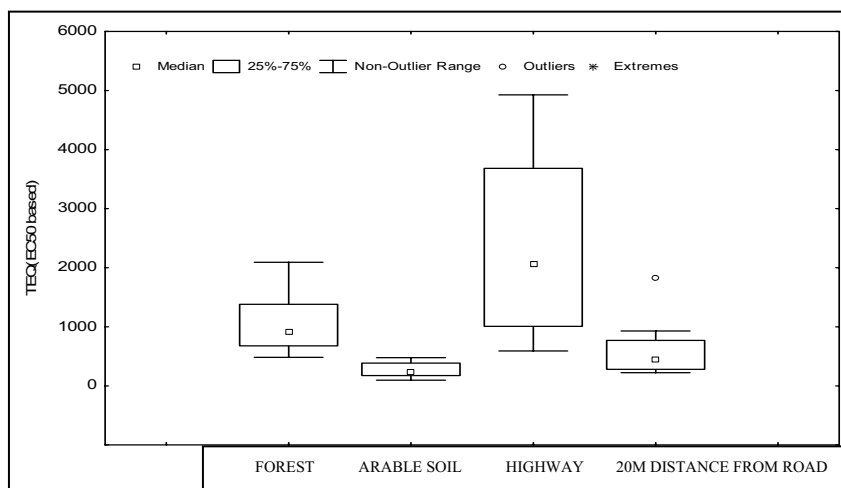 6000
Median 25%-75% Non-Outlier Range Outliers Extremes
5000
4000
3000
2000
1000
0
TEQ(EC50 based)
FOREST ARABLE SOIL HIGHWAY 20M DISTANCE FROM ROAD